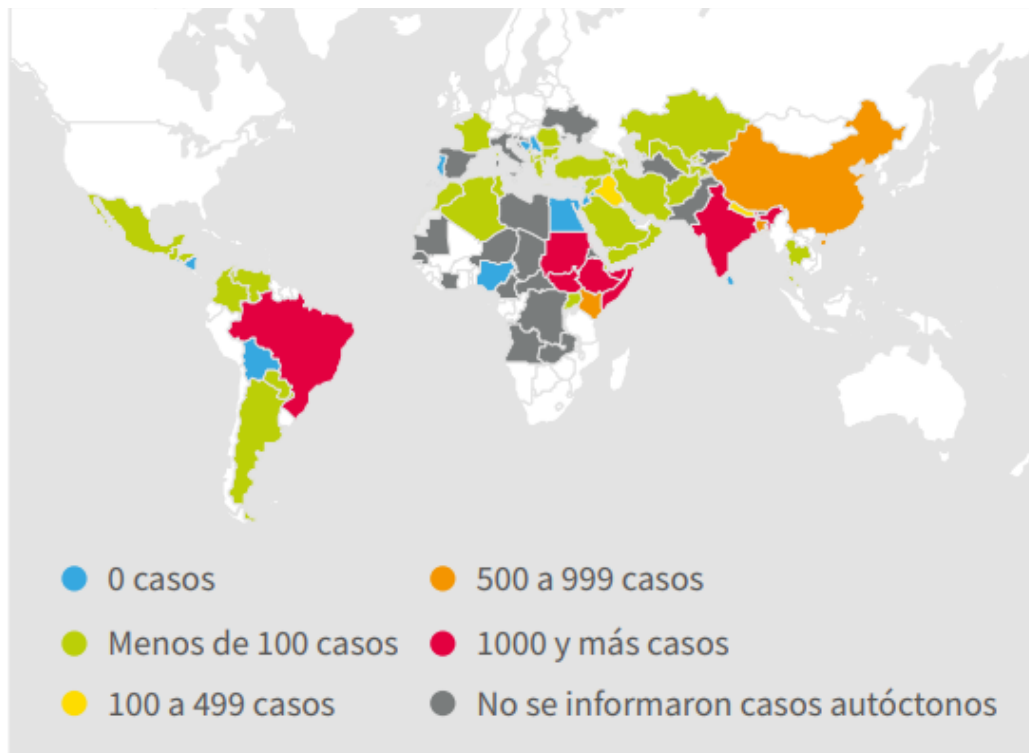 0 casos
500 a 999 casos
Menos de 100 casos
1000 y más casos
100 a 499 casos
No se informaron casos autóctonos